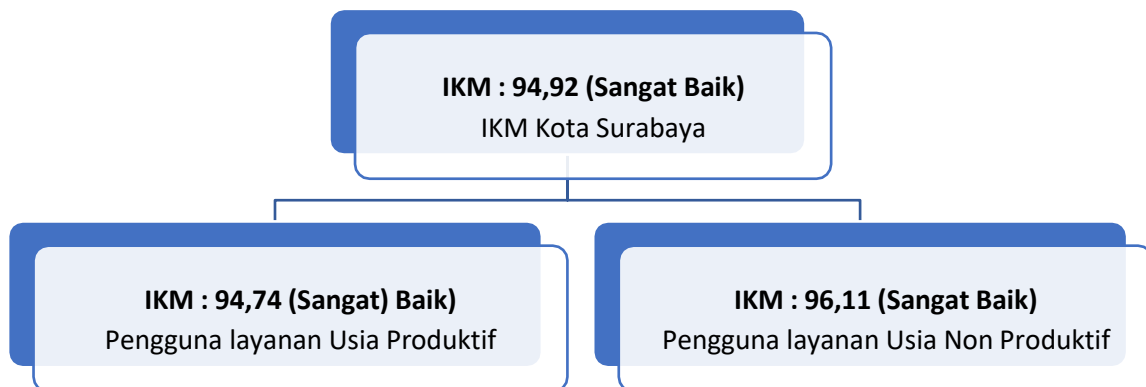 IKM : 94,92 (Sangat Baik)
IKM Kota Surabaya
IKM : 94,74 (Sangat) Baik)
Pengguna layanan Usia Produktif
IKM : 96,11 (Sangat Baik)
Pengguna layanan Usia Non Produktif